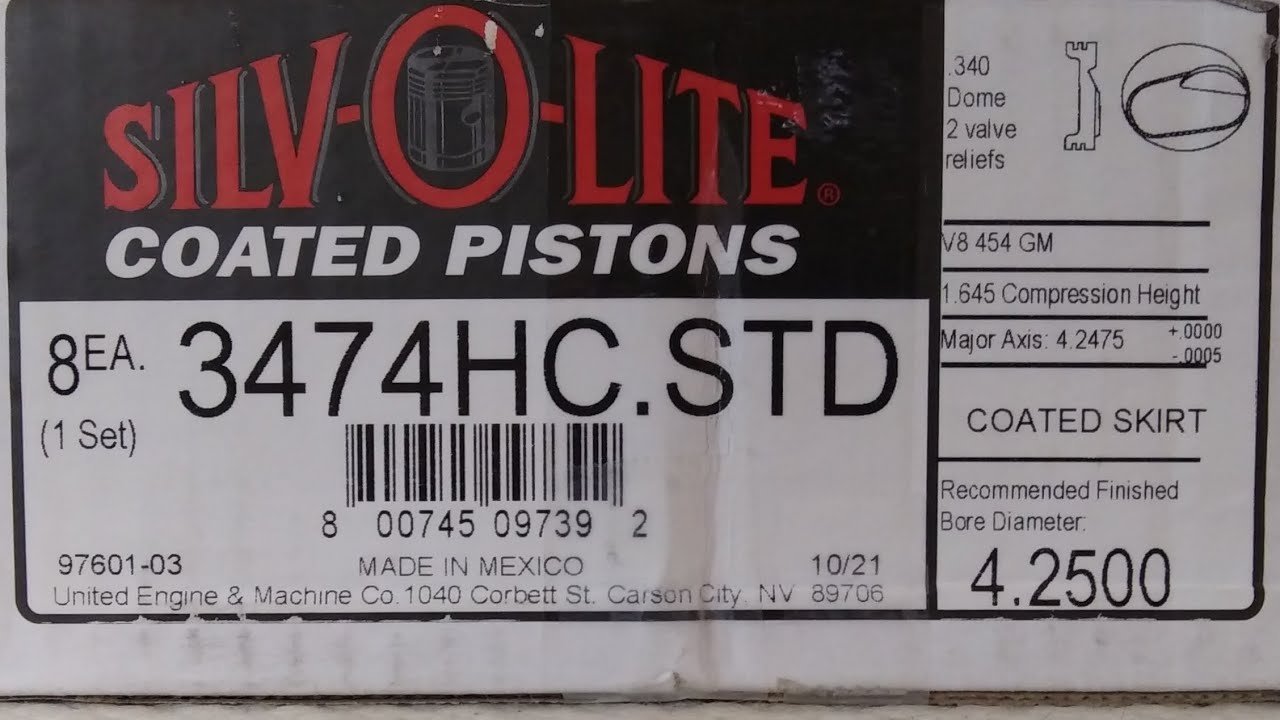 SILV-O-LITE®
COATED PISTONS
8 EA.
(1 Set)
3474HC.STD
8 00745 09739 2
97601-03 MADE IN MEXICO 10/21
United Engine & Machine Co. 1040 Corbett St. Carson City, NV 89706
.340
Dome
2 valve
reliefs
V8 454 GM
1.645 Compression Height
Major Axis: 4.2475 +.0000
-.0005
COATED SKIRT
Recommended Finished
Bore Diameter:
4.2500